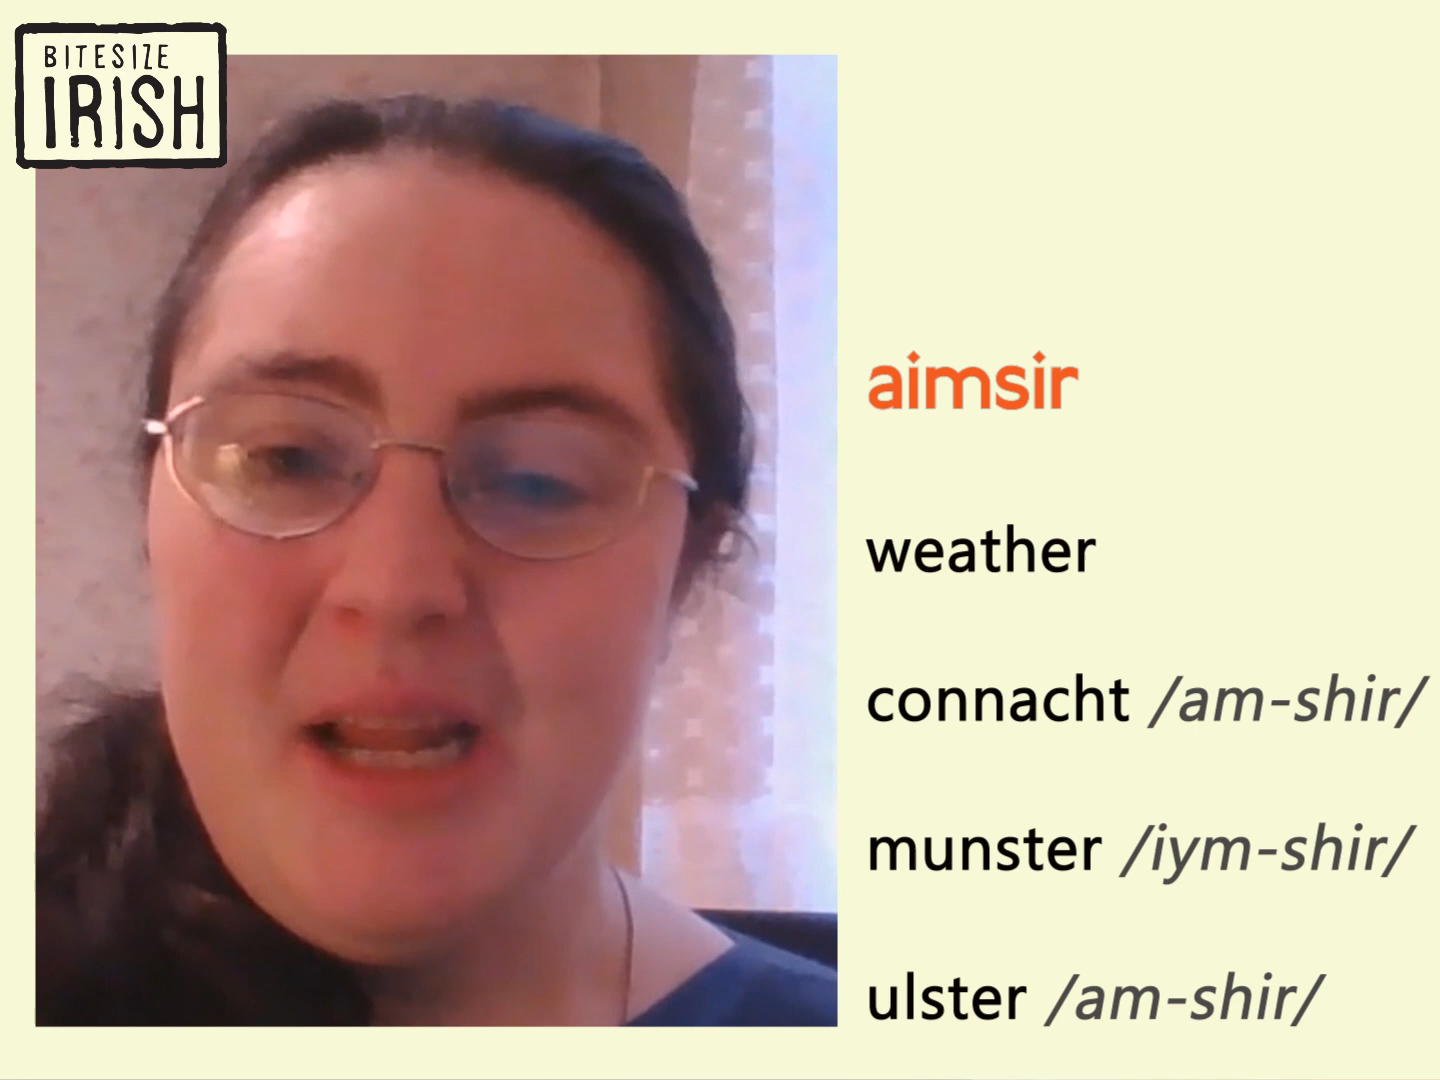 BITESIZE
IRISH
aimsir
weather
connacht /am-shir/
munster /iym-shir/
ulster /am-shir/